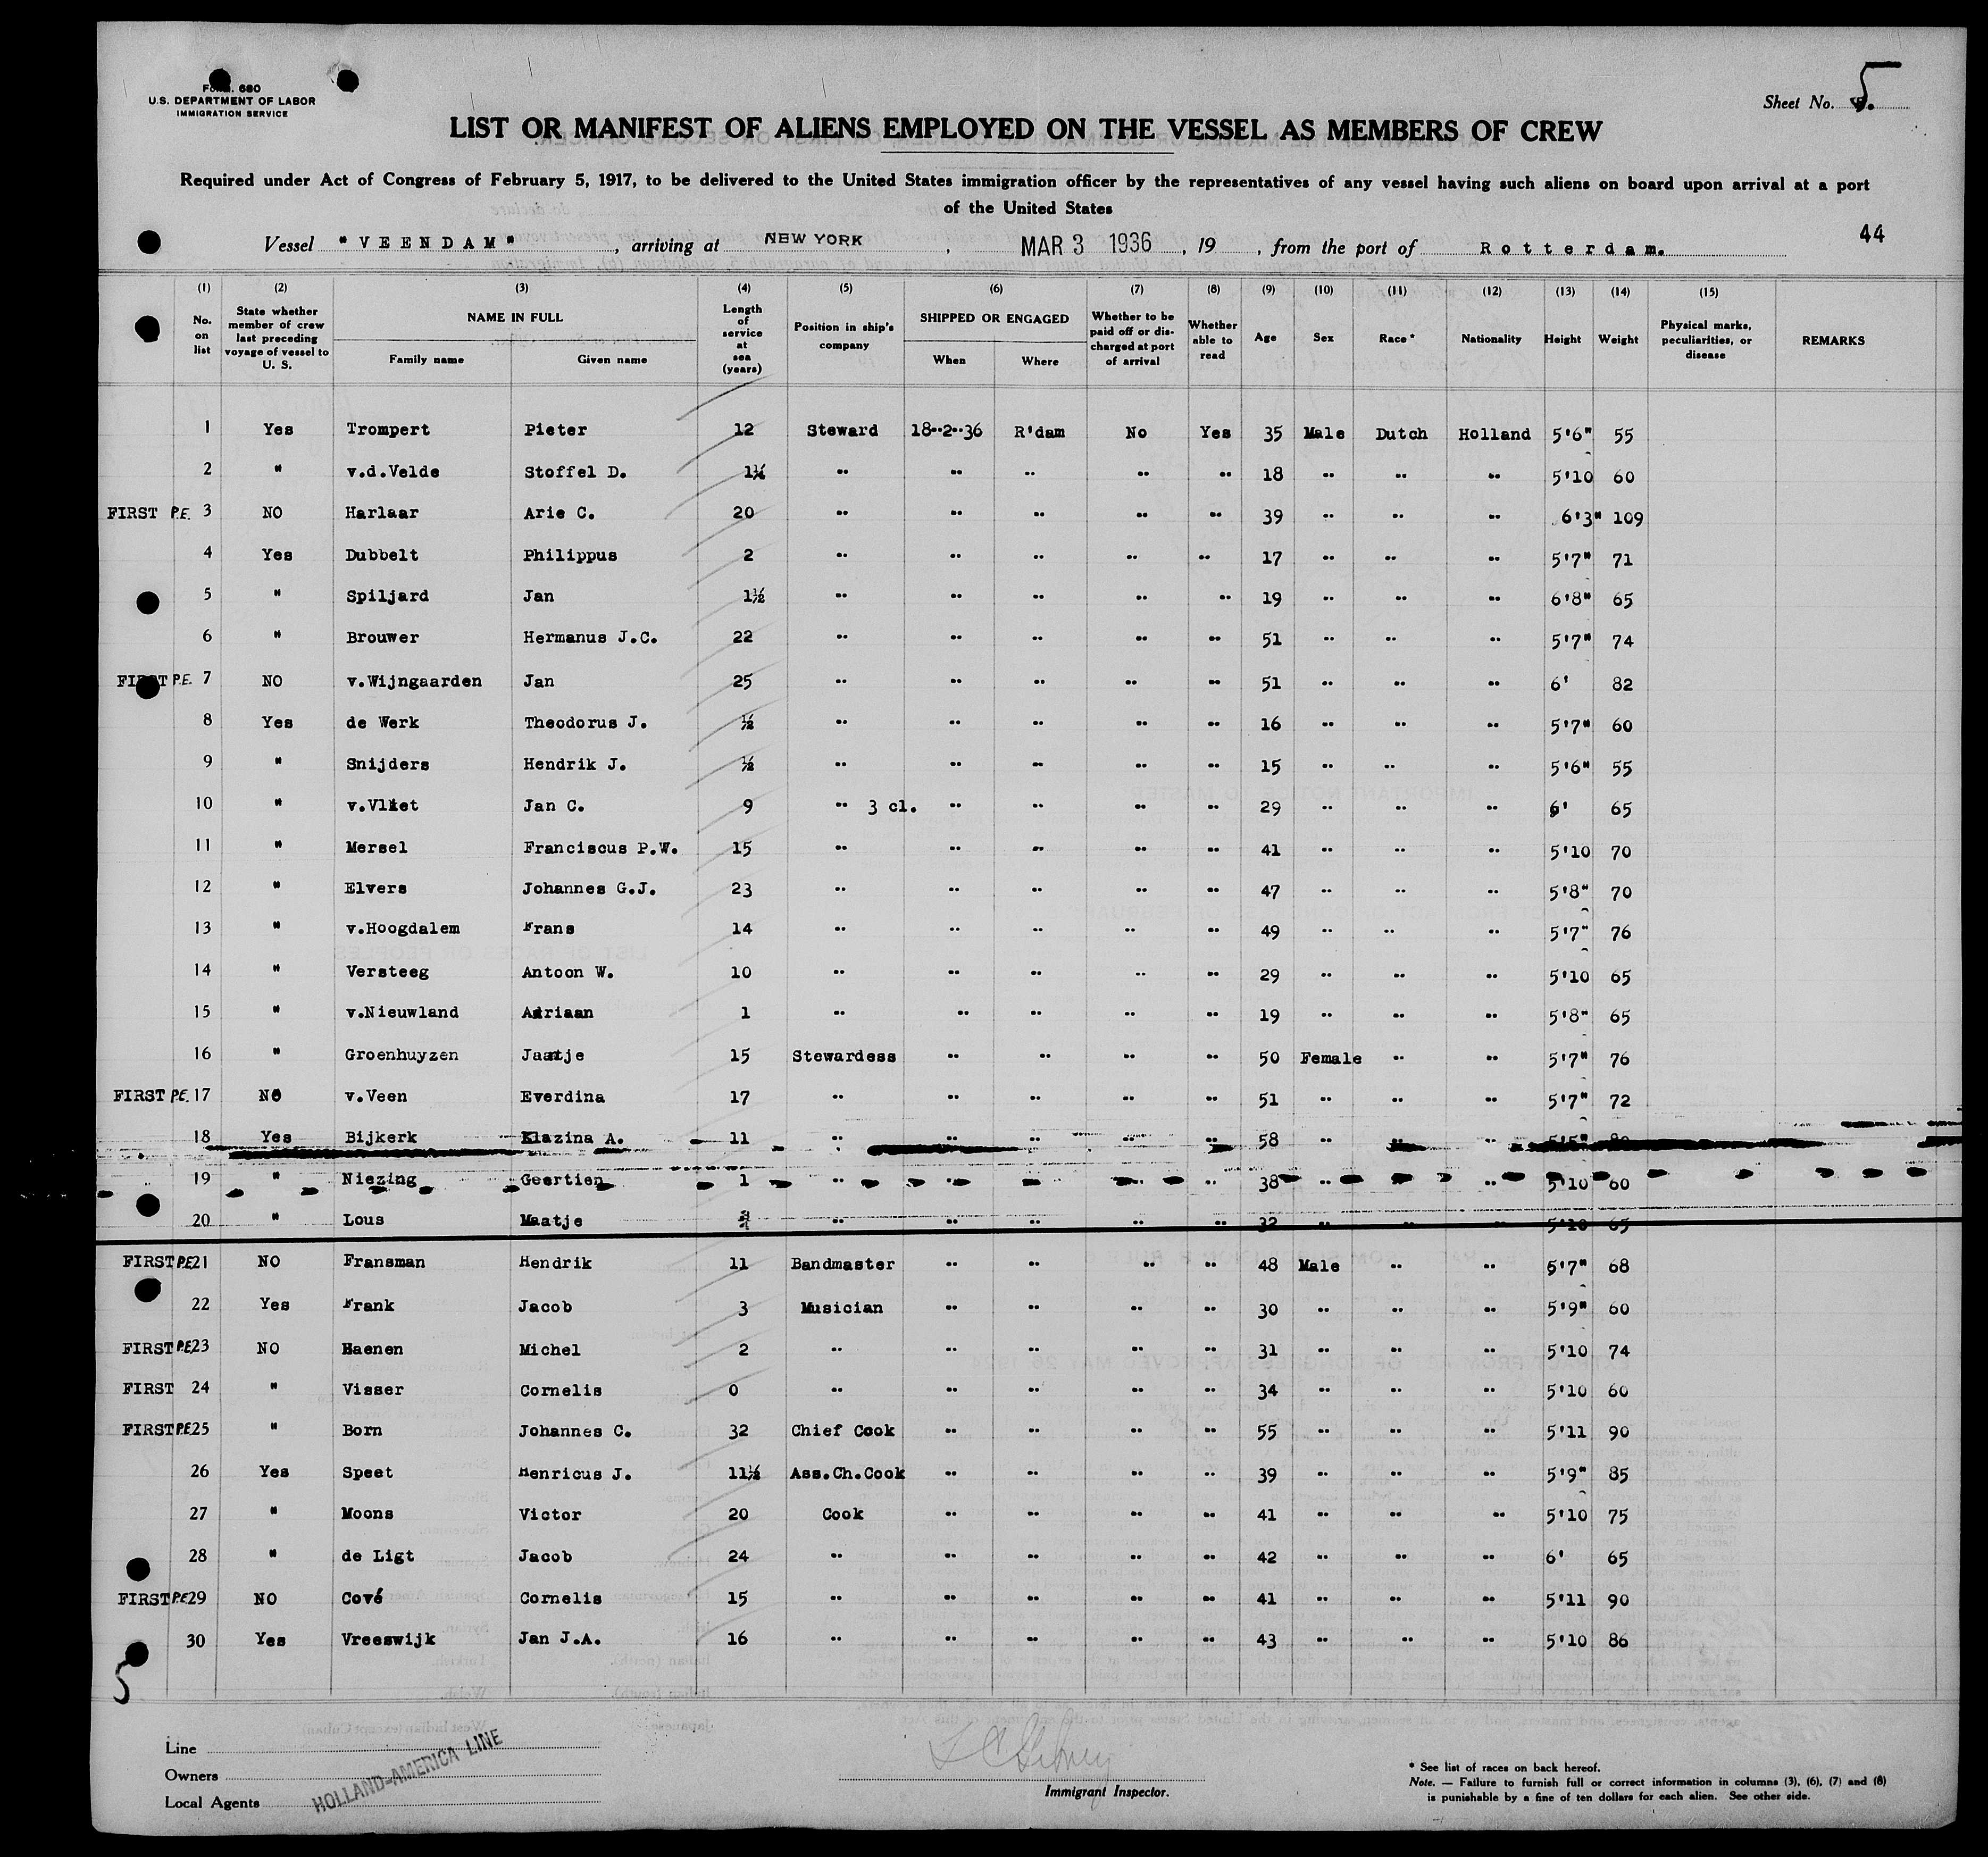 Form 680
U.S. DEPARTMENT OF LABOR
IMMIGRATION SERVICE
Sheet No. 5.
LIST OR MANIFEST OF ALIENS EMPLOYED ON THE VESSEL AS MEMBERS OF CREW
Required under Act of Congress of February 5, 1917, to be delivered to the United States immigration officer by the representatives of any vessel having such aliens on board upon arrival at a port
of the United States
44
Vessel "VEENDAM", arriving at NEW YORK, MAR 3 1936, 19 , from the port of Rotterdam.
(1) (2) (3) (4) (5) (6) (7) (8) (9) (10) (11) (12) (13) (14) (15)
No. on list | State whether member of crew last preceding voyage of vessel to U. S. | NAME IN FULL | Family name | Given name | Length of service at sea (years) | Position in ship's company | SHIPPED OR ENGAGED | When | Where | Whether to be paid off or discharged at port of arrival | Whether able to read | Age | Sex | Race* | Nationality | Height | Weight | Physical marks, peculiarities, or disease | REMARKS
1 Yes Trompert Pieter 12 Steward 18--2--36 R'dam No Yes 35 Male Dutch Holland 5'6" 55
2 " v.d.Velde Stoffel D. 1¼ -- -- -- -- -- 18 -- -- -- 5'10 60
FIRST P.E. 3 NO Harlaar Arie C. 20 -- -- -- -- -- 39 -- -- -- 6'3" 109
4 Yes Dubbelt Philippus 2 -- -- -- -- -- 17 -- -- -- 5'7" 71
5 " Spiljard Jan 1½ -- -- -- -- -- 19 -- -- -- 6'8" 65
6 " Brouwer Hermanus J.C. 22 -- -- -- -- -- 51 -- -- -- 5'7" 74
FIRST P.E. 7 NO v.Wijngaarden Jan 25 -- -- -- -- -- 51 -- -- -- 6' 82
8 Yes de Werk Theodorus J. ½ -- -- -- -- -- 16 -- -- -- 5'7" 60
9 " Snijders Hendrik J. ½ -- -- -- -- -- 15 -- -- -- 5'6" 55
10 " v.Vliet Jan C. 9 -- 3 cl. -- -- -- -- 29 -- -- -- 6' 65
11 " Mersel Franciscus P.W. 15 -- -- -- -- -- 41 -- -- -- 5'10 70
12 " Elvers Johannes G.J. 23 -- -- -- -- -- 47 -- -- -- 5'8" 70
13 " v.Hoogdalem Frans 14 -- -- -- -- -- 49 -- -- -- 5'7" 76
14 " Versteeg Antoon W. 10 -- -- -- -- -- 29 -- -- -- 5'10 65
15 " v.Nieuwland Adriaan 1 -- -- -- -- -- 19 -- -- -- 5'8" 65
16 " Groenhuyzen Jaatje 15 Stewardess -- -- -- -- 50 Female -- -- 5'7" 76
FIRST P.E. 17 NO v.Veen Everdina 17 -- -- -- -- -- 51 -- -- -- 5'7" 72
18 Yes Bijkerk Klazina A. 11 -- -- -- -- -- 58 -- -- -- 5'5"
19 " Niezing Geertien 1 -- -- -- -- -- 38 -- -- -- 5'10 60
20 " Lous Maatje -- -- -- -- -- 32 -- -- -- 5'10 65
FIRST P.E. 21 NO Fransman Hendrik 11 Bandmaster -- -- -- -- 48 Male -- -- 5'7" 68
22 Yes Frank Jacob 3 Musician -- -- -- -- 30 -- -- -- 5'9" 60
FIRST P.E. 23 NO Haenen Michel 2 -- -- -- -- -- 31 -- -- -- 5'10 74
FIRST 24 " Visser Cornelis 0 -- -- -- -- -- 34 -- -- -- 5'10 60
FIRST P.E. 25 " Born Johannes C. 32 Chief Cook -- -- -- -- 55 -- -- -- 5'11 90
26 Yes Speet Henricus J. 11½ Ass.Ch.Cook -- -- -- -- 39 -- -- -- 5'9" 85
27 " Moons Victor 20 Cook -- -- -- -- 41 -- -- -- 5'10 75
28 " de Ligt Jacob 24 -- -- -- -- -- 42 -- -- -- 6' 65
FIRST P.E. 29 NO Cové Cornelis 15 -- -- -- -- -- 41 -- -- -- 5'11 90
30 Yes Vreeswijk Jan J.A. 16 -- -- -- -- -- 43 -- -- -- 5'10 86
5
Line
Owners
Local Agents
HOLLAND-AMERICA LINE
Immigrant Inspector.
* See list of races on back hereof.
Note. — Failure to furnish full or correct information in columns (3), (6), (7) and (8)
is punishable by a fine of ten dollars for each alien. See other side.